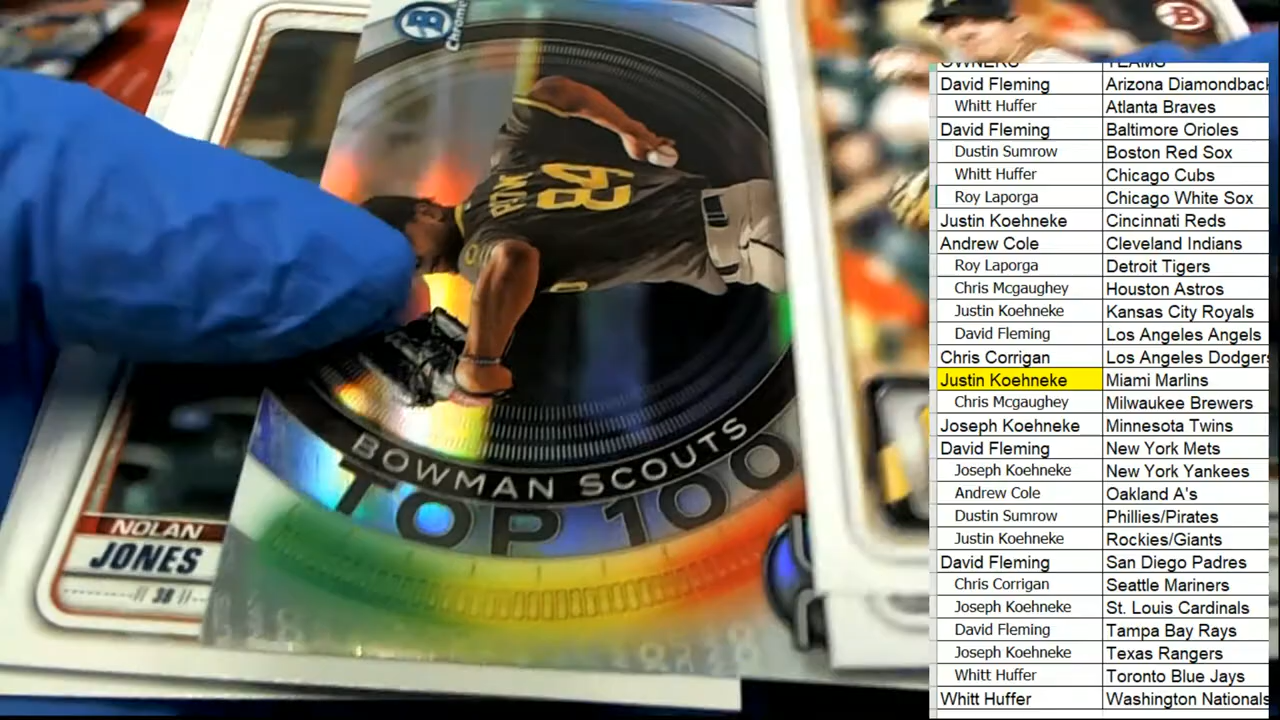 B
Chrome
B
84
BOWMAN SCOUTS
TOP 100
NOLAN
JONES
38
OWNERS TEAMS
David Fleming Arizona Diamondbac
Whitt Huffer Atlanta Braves
David Fleming Baltimore Orioles
Dustin Sumrow Boston Red Sox
Whitt Huffer Chicago Cubs
Roy Laporga Chicago White Sox
Justin Koehneke Cincinnati Reds
Andrew Cole Cleveland Indians
Roy Laporga Detroit Tigers
Chris Mcgaughey Houston Astros
Justin Koehneke Kansas City Royals
David Fleming Los Angeles Angels
Chris Corrigan Los Angeles Dodgers
Justin Koehneke Miami Marlins
Chris Mcgaughey Milwaukee Brewers
Joseph Koehneke Minnesota Twins
David Fleming New York Mets
Joseph Koehneke New York Yankees
Andrew Cole Oakland A's
Dustin Sumrow Phillies/Pirates
Justin Koehneke Rockies/Giants
David Fleming San Diego Padres
Chris Corrigan Seattle Mariners
Joseph Koehneke St. Louis Cardinals
David Fleming Tampa Bay Rays
Joseph Koehneke Texas Rangers
Whitt Huffer Toronto Blue Jays
Whitt Huffer Washington Nationals